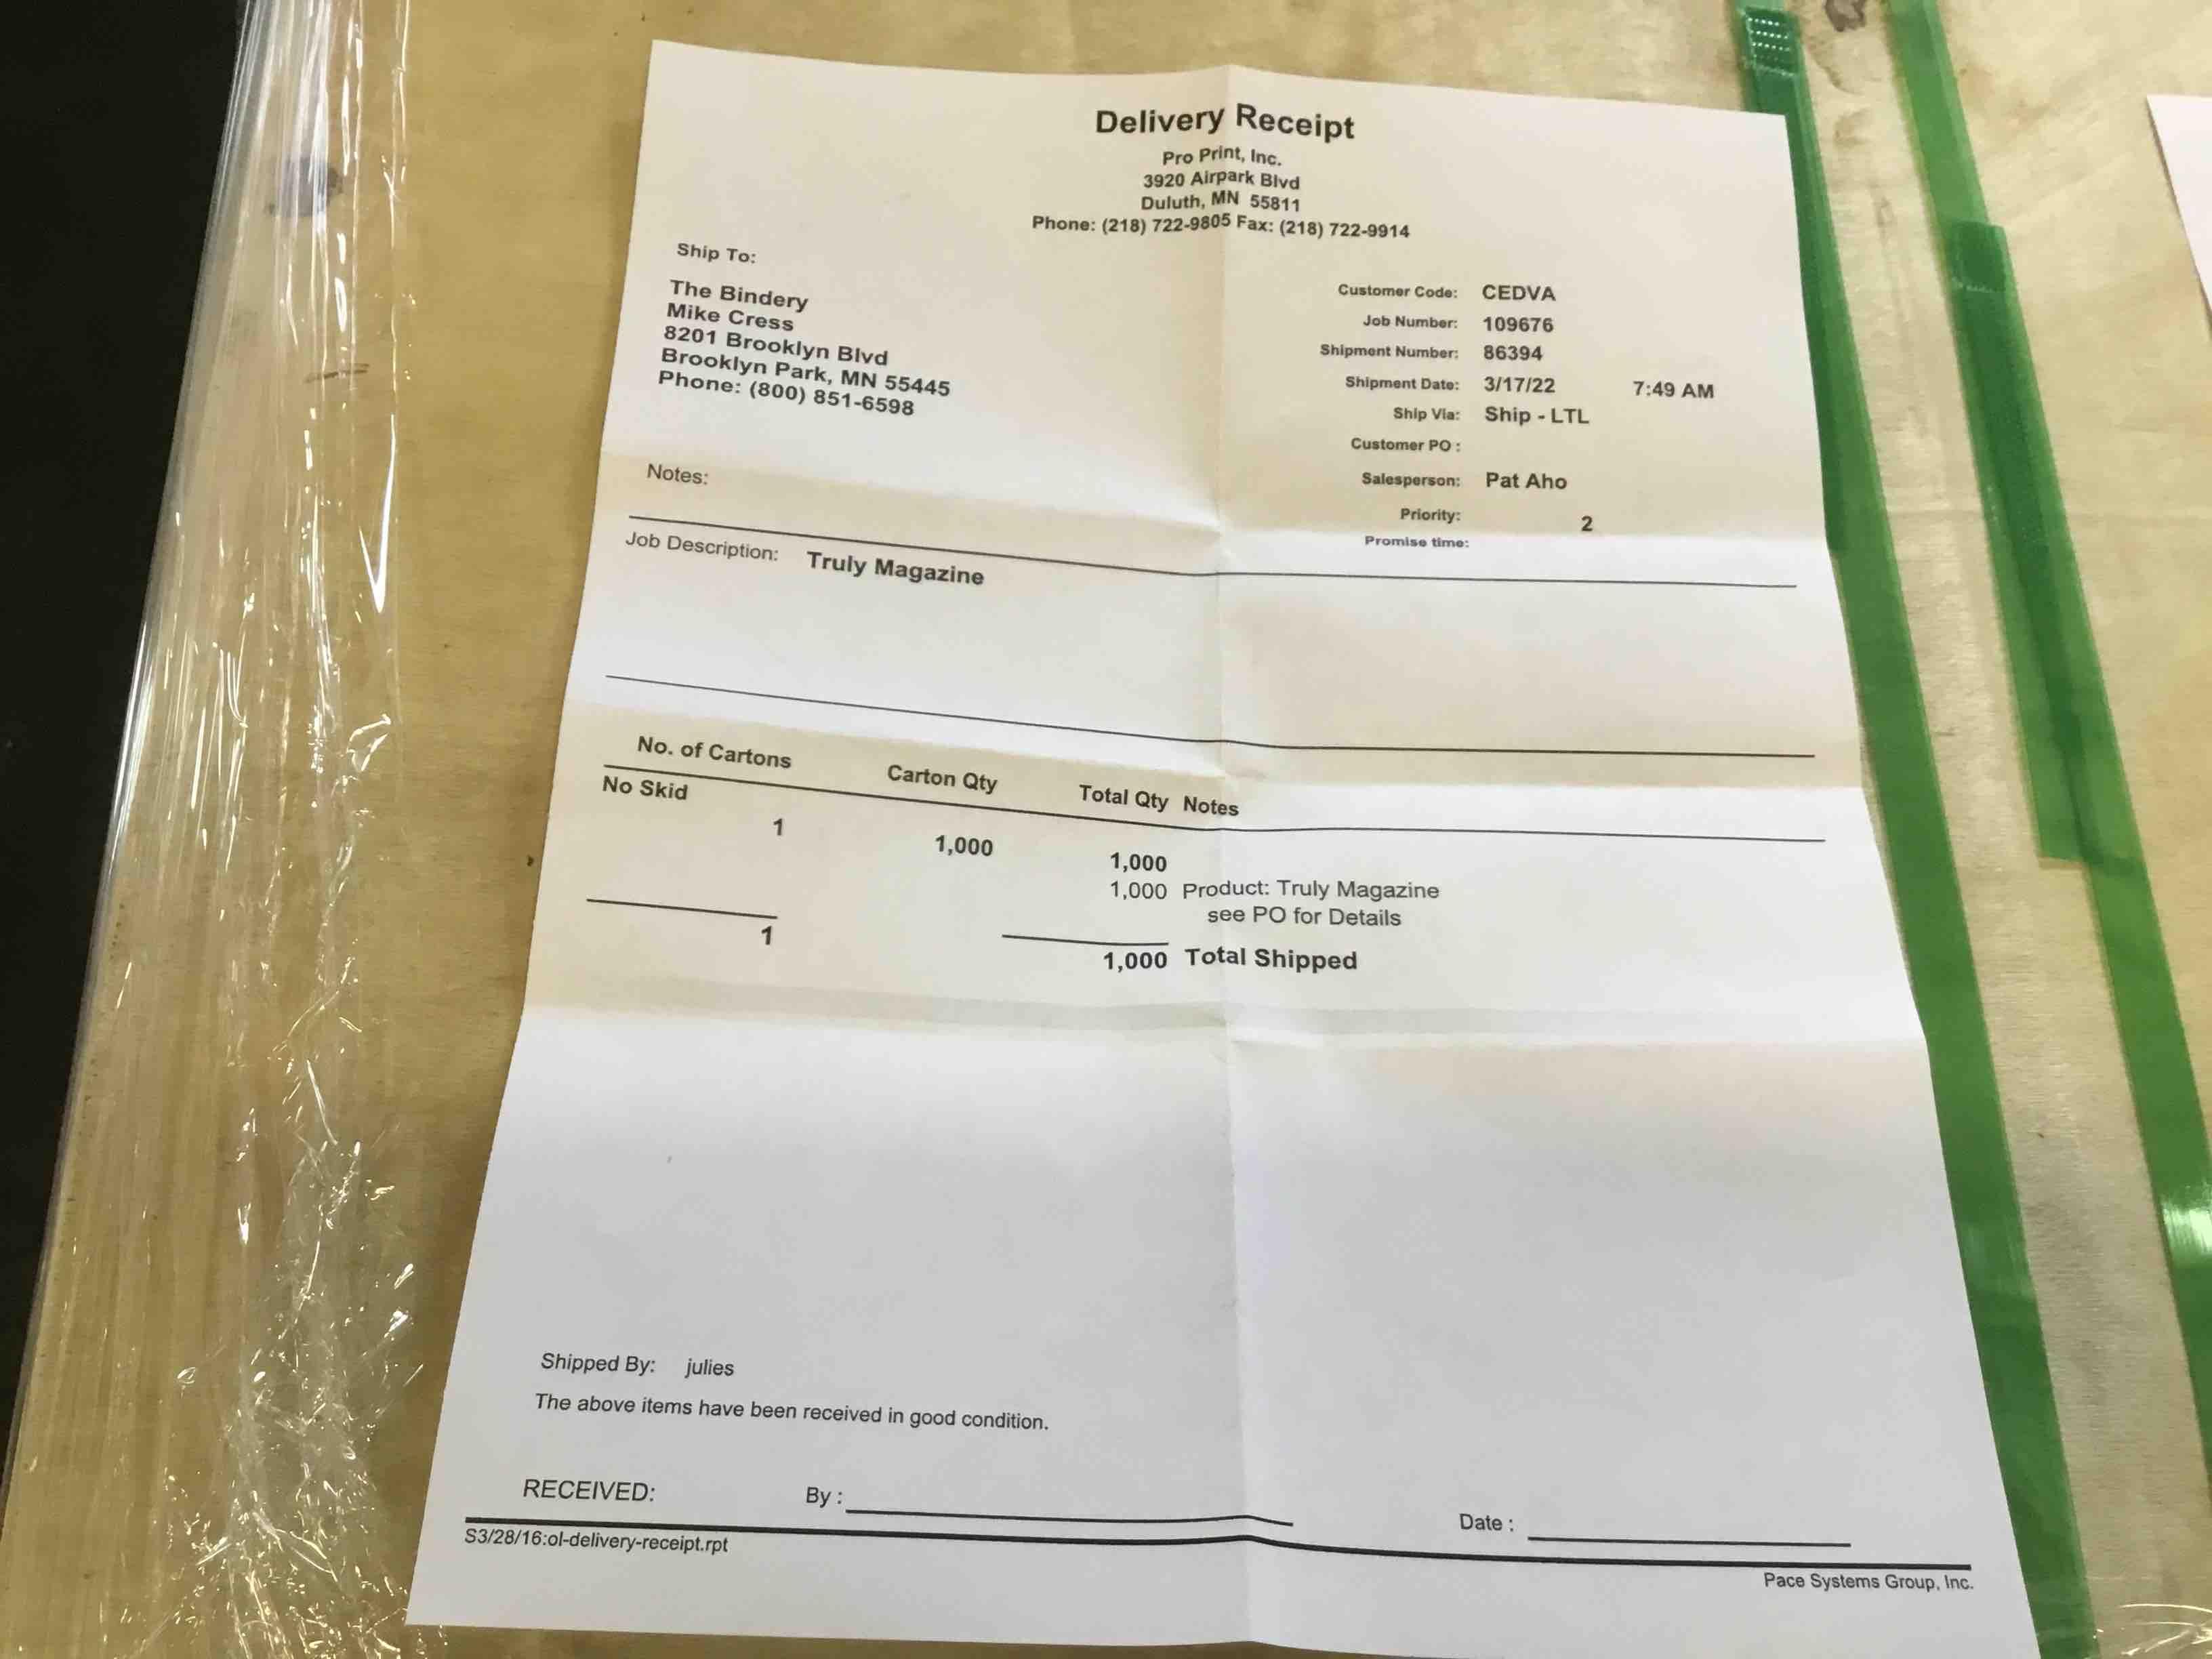 Delivery Receipt
Pro Print, Inc.
3920 Airpark Blvd
Duluth, MN 55811
Phone: (218) 722-9805 Fax: (218) 722-9914
Ship To:
The Bindery
Mike Cress
8201 Brooklyn Blvd
Brooklyn Park, MN 55445
Phone: (800) 851-6598
Customer Code: CEDVA
Job Number: 109676
Shipment Number: 86394
Shipment Date: 3/17/22 7:49 AM
Ship Via: Ship - LTL
Customer PO :
Salesperson: Pat Aho
Priority: 2
Promise time:
Notes:
Job Description: Truly Magazine
No. of Cartons Carton Qty Total Qty Notes
No Skid
1 1,000 1,000
1,000 Product: Truly Magazine
see PO for Details
1 1,000 Total Shipped
Shipped By: julies
The above items have been received in good condition.
RECEIVED: By : Date :
S3/28/16:ol-delivery-receipt.rpt
Pace Systems Group, Inc.